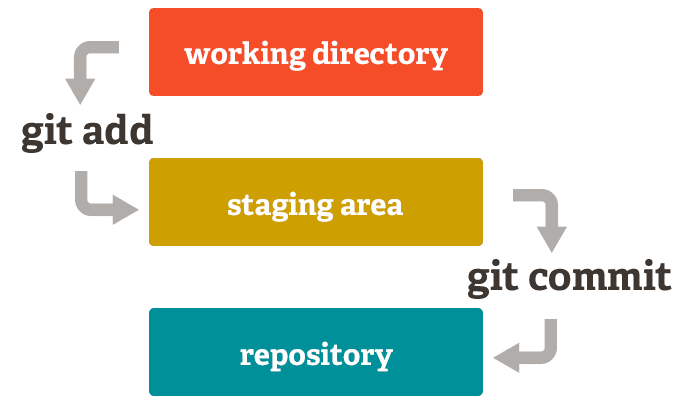 working directory
git add
staging area
git commit
repository